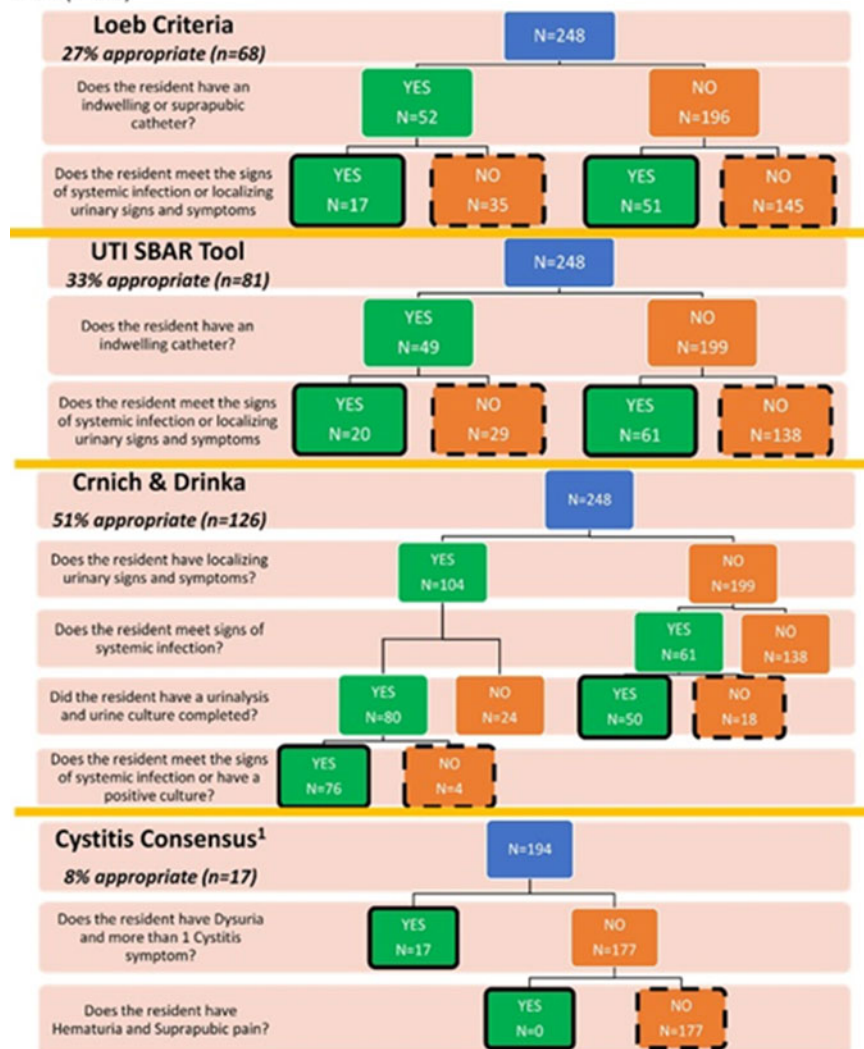 Loeb Criteria
27% appropriate (n=68)
N=248
Does the resident have an
indwelling or suprapubic
catheter?
YES
N=52
NO
N=196
Does the resident meet the signs
of systemic infection or localizing
urinary signs and symptoms
YES
N=17
NO
N=35
YES
N=51
NO
N=145
UTI SBAR Tool
33% appropriate (n=81)
N=248
Does the resident have an
indwelling catheter?
YES
N=49
NO
N=199
Does the resident meet the signs
of systemic infection or localizing
urinary signs and symptoms
YES
N=20
NO
N=29
YES
N=61
NO
N=138
Crnich & Drinka
51% appropriate (n=126)
N=248
Does the resident have localizing
urinary signs and symptoms?
YES
N=104
NO
N=199
Does the resident meet signs of
systemic infection?
YES
N=61
NO
N=138
Did the resident have a urinalysis
and urine culture completed?
YES
N=80
NO
N=24
YES
N=50
NO
N=18
Does the resident meet the signs
of systemic infection or have a
positive culture?
YES
N=76
NO
N=4
Cystitis Consensus¹
8% appropriate (n=17)
N=194
Does the resident have Dysuria
and more than 1 Cystitis
symptom?
YES
N=17
NO
N=177
Does the resident have
Hematuria and Suprapubic pain?
YES
N=0
NO
N=177